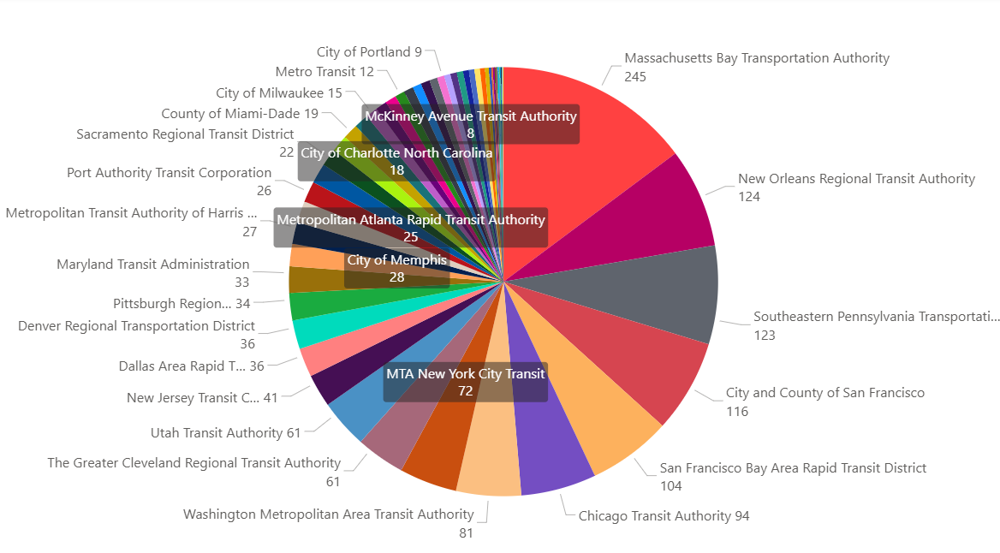 Massachusetts Bay Transportation Authority
245
New Orleans Regional Transit Authority
124
Southeastern Pennsylvania Transportati...
123
City and County of San Francisco
116
San Francisco Bay Area Rapid Transit District
104
Chicago Transit Authority 94
Washington Metropolitan Area Transit Authority
81
MTA New York City Transit
72
The Greater Cleveland Regional Transit Authority
61
Utah Transit Authority 61
New Jersey Transit C... 41
Dallas Area Rapid T... 36
Denver Regional Transportation District
36
Pittsburgh Region... 34
Maryland Transit Administration
33
City of Memphis
28
Metropolitan Transit Authority of Harris ...
27
Port Authority Transit Corporation
26
Metropolitan Atlanta Rapid Transit Authority
25
Sacramento Regional Transit District
22
County of Miami-Dade 19
City of Charlotte North Carolina
18
City of Milwaukee 15
Metro Transit 12
City of Portland 9
McKinney Avenue Transit Authority
8